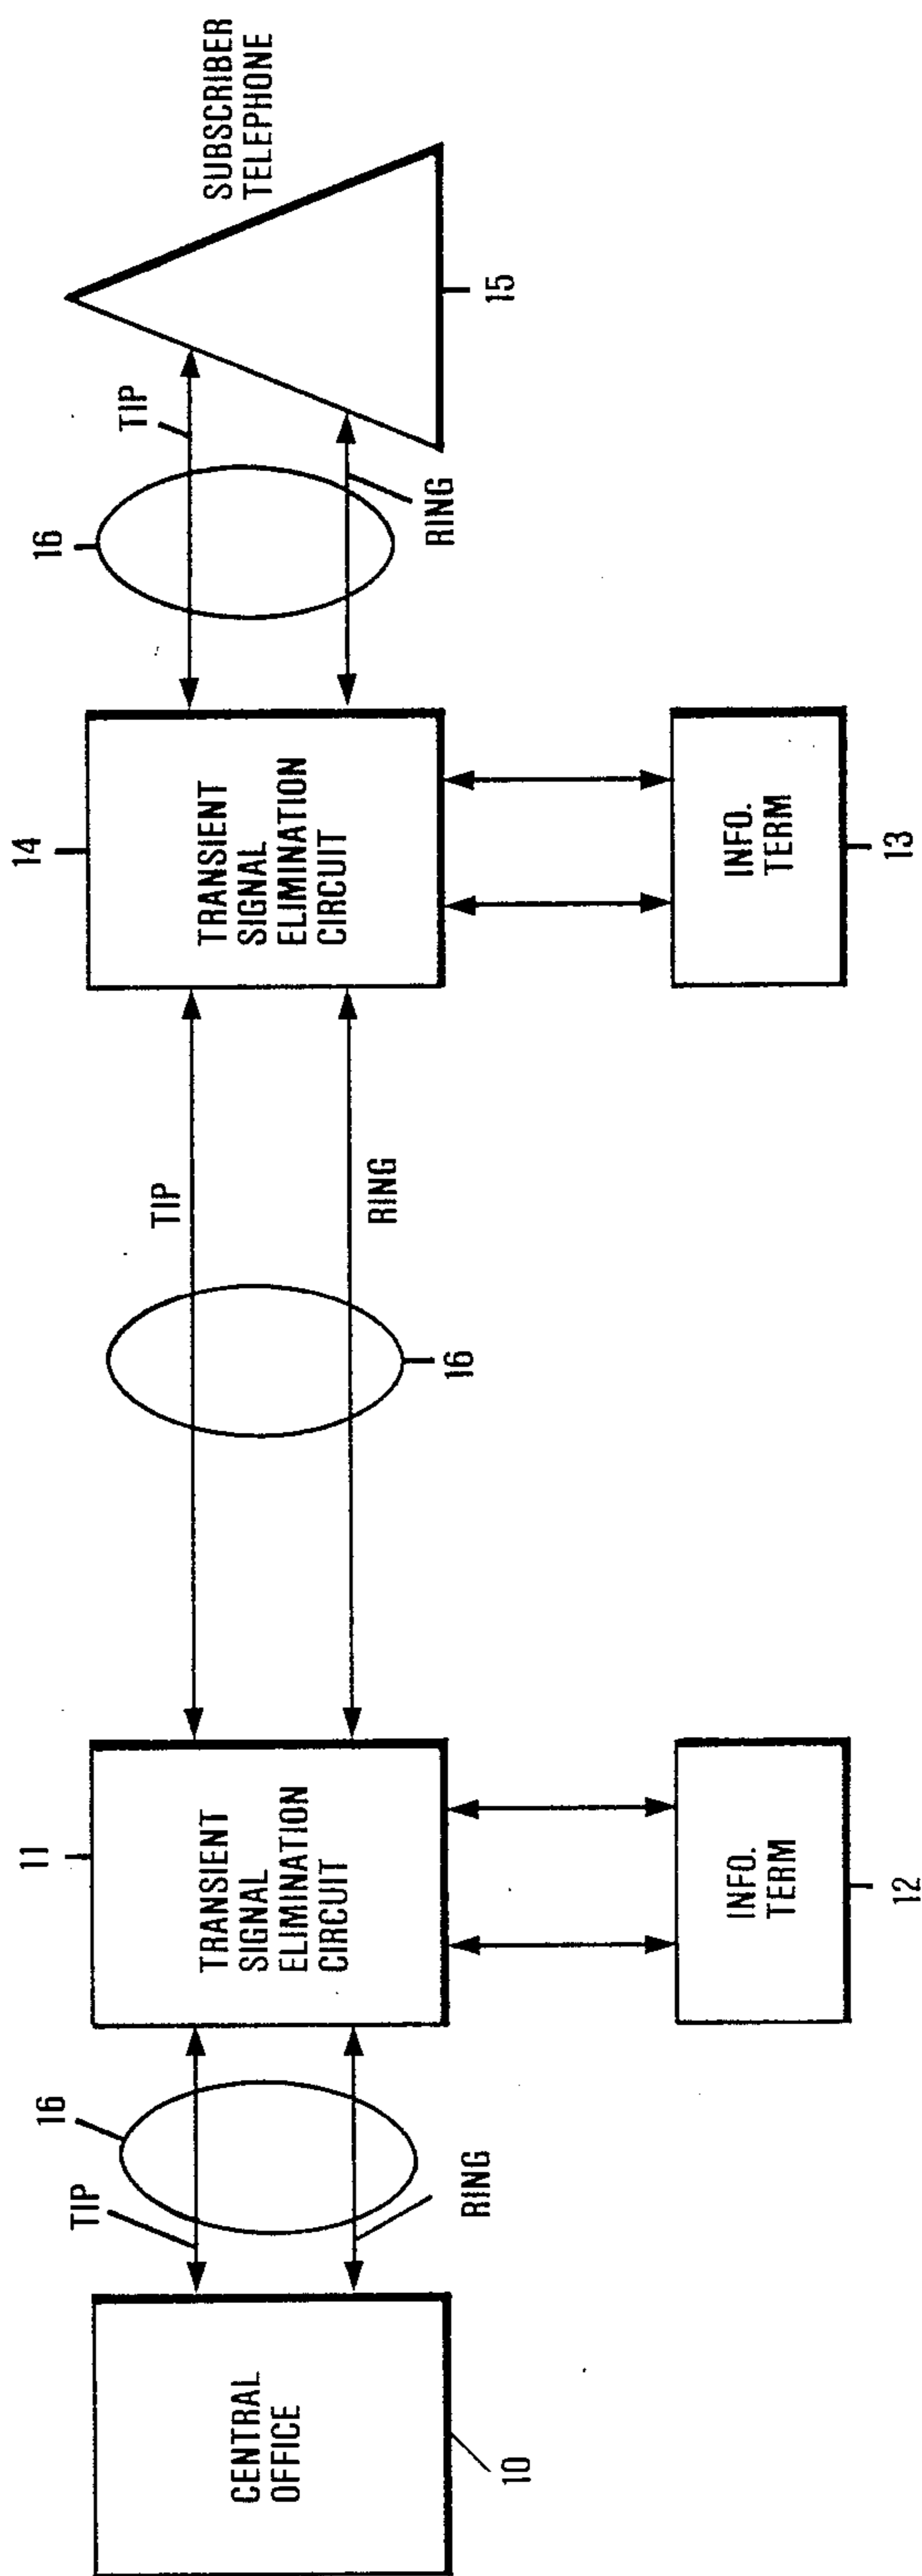 CENTRAL
OFFICE
10
TIP
16
RING
11
TRANSIENT
SIGNAL
ELIMINATION
CIRCUIT
INFO.
TERM
12
TIP
RING
16
14
TRANSIENT
SIGNAL
ELIMINATION
CIRCUIT
INFO.
TERM
13
16
TIP
RING
SUBSCRIBER
TELEPHONE
15